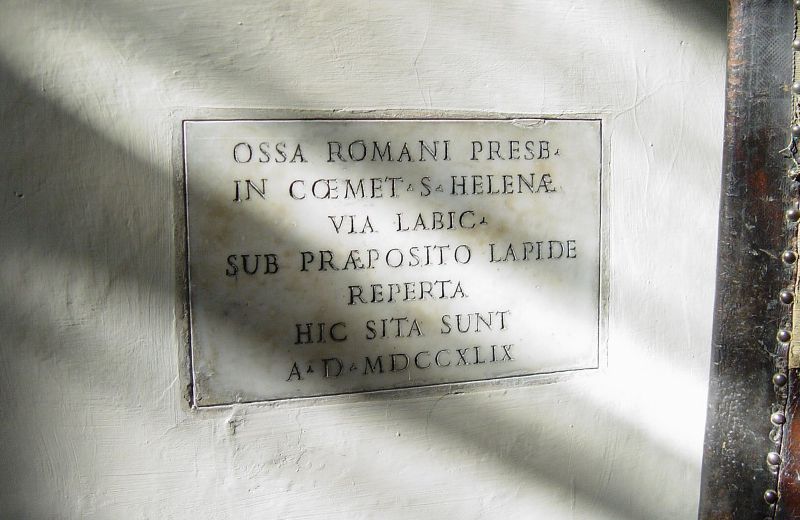 OSSA ROMANI PRESB▴
IN CŒMET▴S▴HELENÆ
VIA LABIC▴
SUB PRÆPOSITO LAPIDE
REPERTA
HIC SITA SUNT
A▴D▴MDCCXLIX